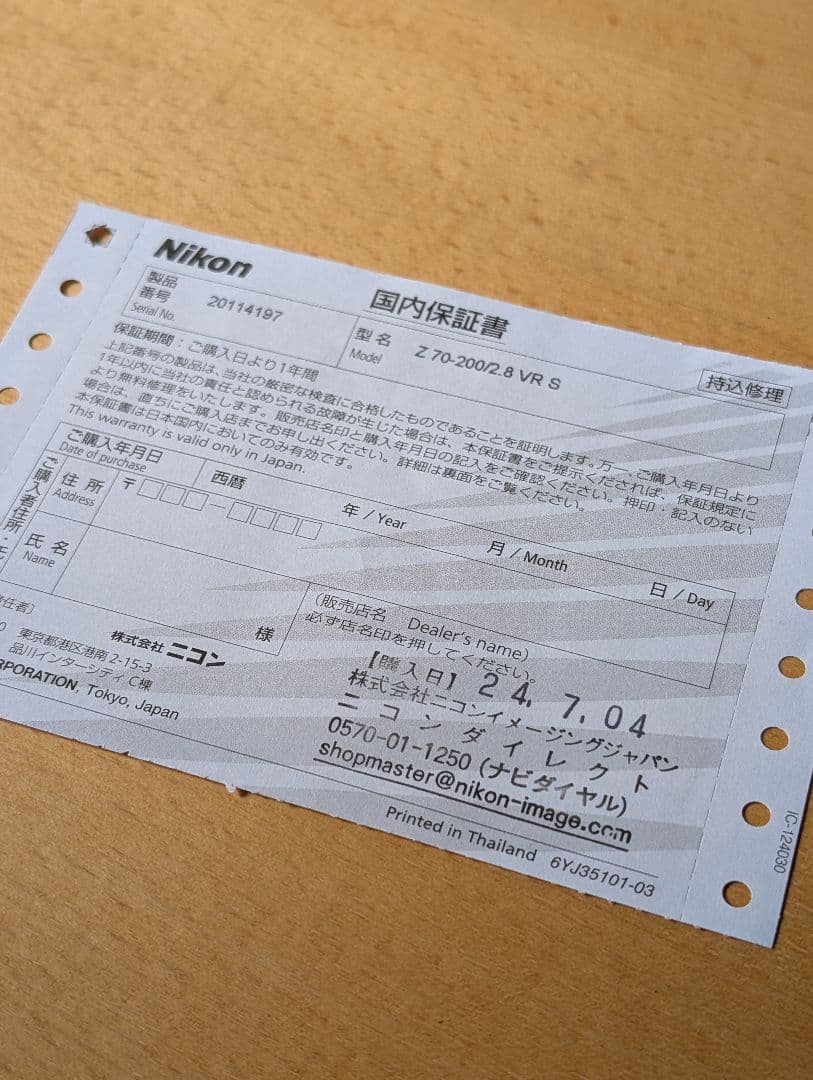 Nikon
国内保証書
製品番号
Serial No.
20114197
型名
Model
Z 70-200/2.8 VR S
持込修理
保証期間：ご購入日より1年間
上記番号の製品は、当社の厳密な検査に合格したものであることを証明します。万一、ご購入年月日より
1年以内に当社の責任と認められる故障が生じた場合は、本保証書をご提示くだされば、保証規定に
より無料修理をいたします。販売店名印と購入年月日の記入をご確認ください。押印・記入のない
場合は、直ちにご購入店までお申し出ください。詳細は裏面をご覧ください。
本保証書は日本国内においてのみ有効です。
This warranty is valid only in Japan.
ご購入年月日
Date of purchase
西暦
年 / Year
月 / Month
日 / Day
ご購入者住所・氏
住所
Address
〒
氏名
Name
様
(販売店名 Dealer's name)
必ず店名印を押してください。
【購入日】 24. 7. 04
株式会社ニコンイメージングジャパン
ニコンダイレクト
0570-01-1250 (ナビダイヤル)
shopmaster@nikon-image.com
責任者]
株式会社 ニコン
0 東京都港区港南 2-15-3
品川インターシティ C棟
RPORATION, Tokyo, Japan
Printed in Thailand 6YJ35101-03
IC-124030